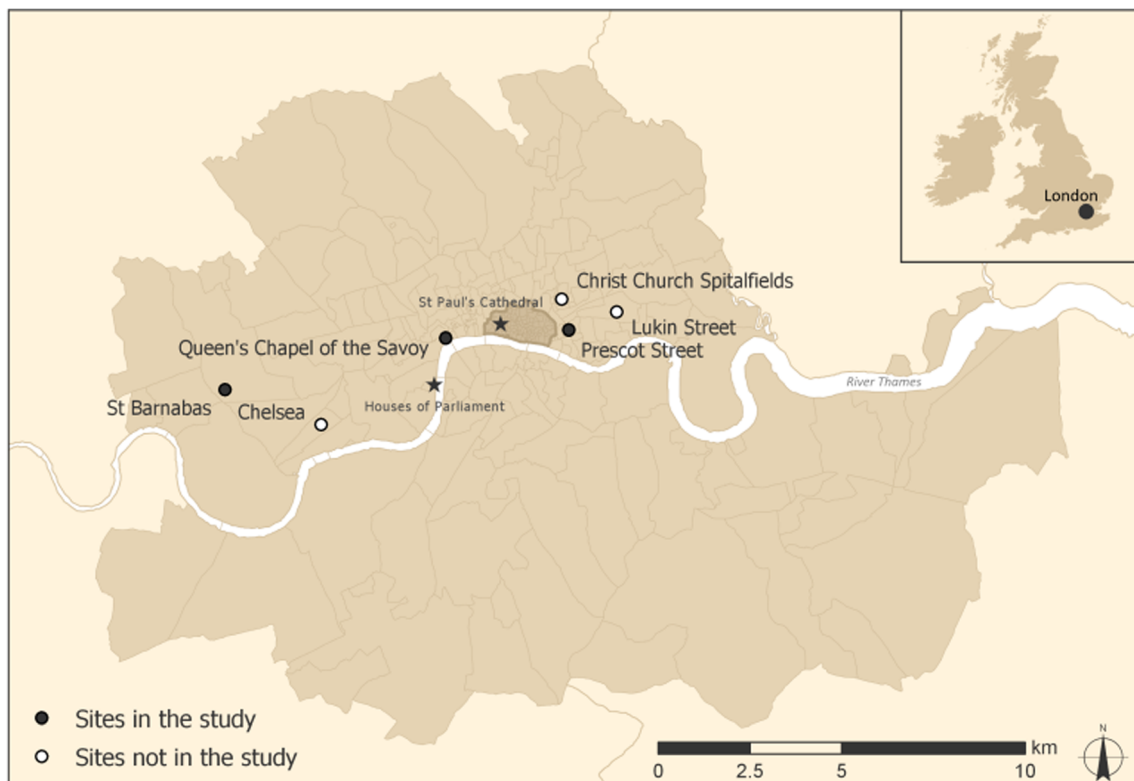 London
Christ Church Spitalfields
St Paul's Cathedral
Lukin Street
Queen's Chapel of the Savoy
Prescot Street
River Thames
St Barnabas
Chelsea
Houses of Parliament
Sites in the study
Sites not in the study
N
km
0 2.5 5 10